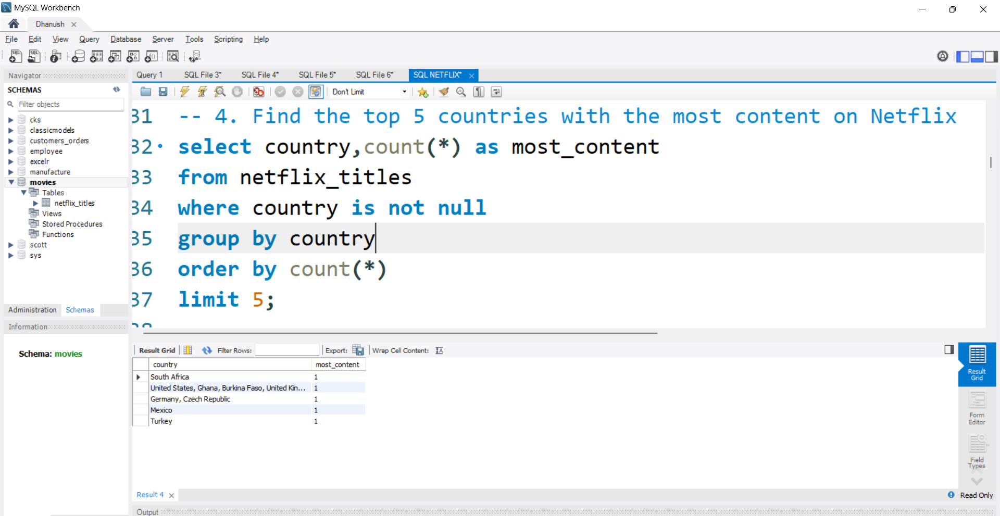 MySQL Workbench
Dhanush
File Edit View Query Database Server Tools Scripting Help
Navigator
SCHEMAS
Filter objects
cks
classicmodels
customers_orders
employee
excelr
manufacture
movies
Tables
netflix_titles
Views
Stored Procedures
Functions
scott
sys
Administration Schemas
Information
Schema: movies
Query 1 SQL File 3* SQL File 4* SQL File 5* SQL File 6* SQL NETFLIX*
Don't Limit
31 -- 4. Find the top 5 countries with the most content on Netflix
32 select country,count(*) as most_content
33 from netflix_titles
34 where country is not null
35 group by country
36 order by count(*)
37 limit 5;
Result Grid Filter Rows: Export: Wrap Cell Content:
country most_content
South Africa 1
United States, Ghana, Burkina Faso, United Kin... 1
Germany, Czech Republic 1
Mexico 1
Turkey 1
Result Grid
Form Editor
Field Types
Result 4
Read Only
Output